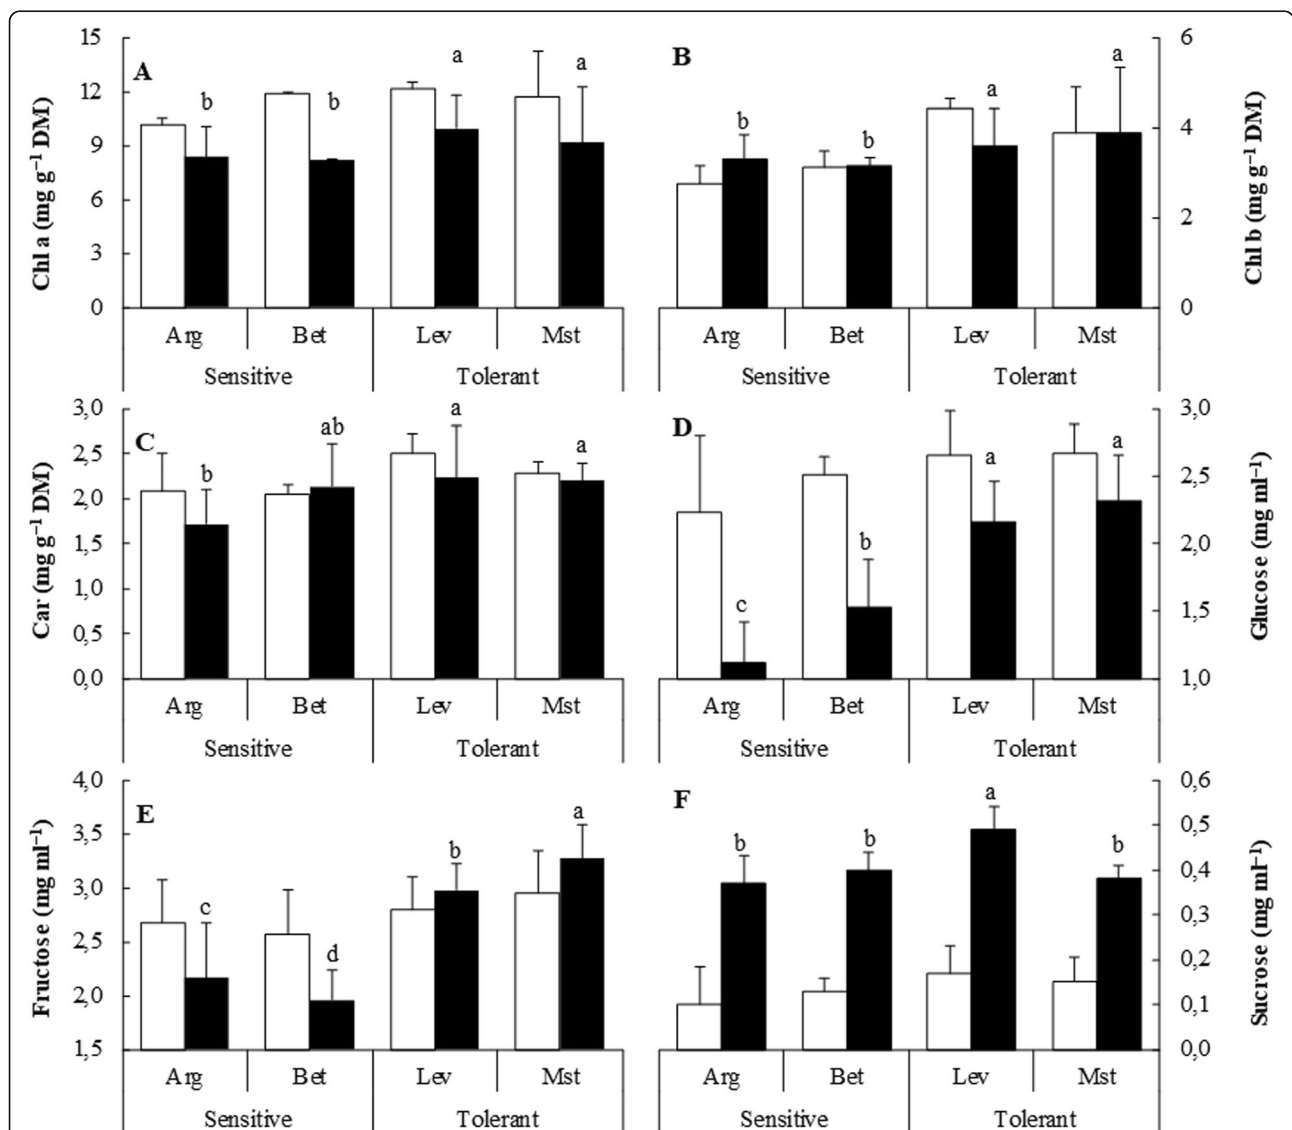 15
12
9
6
3
0
Chl a (mg g⁻¹ DM)
A
b
b
a
a
Arg Bet Lev Mst
Sensitive Tolerant
B
b
b
a
a
6
4
2
0
Chl b (mg g⁻¹ DM)
Arg Bet Lev Mst
Sensitive Tolerant
3,0
2,5
2,0
1,5
1,0
0,5
0,0
Car (mg g⁻¹ DM)
C
b
ab
a
a
Arg Bet Lev Mst
Sensitive Tolerant
D
c
b
a
a
3,0
2,5
2,0
1,5
1,0
Glucose (mg ml⁻¹)
Arg Bet Lev Mst
Sensitive Tolerant
4,0
3,5
3,0
2,5
2,0
1,5
Fructose (mg ml⁻¹)
E
c
d
b
a
Arg Bet Lev Mst
Sensitive Tolerant
F
b
b
a
b
0,6
0,5
0,4
0,3
0,2
0,1
0,0
Sucrose (mg ml⁻¹)
Arg Bet Lev Mst
Sensitive Tolerant